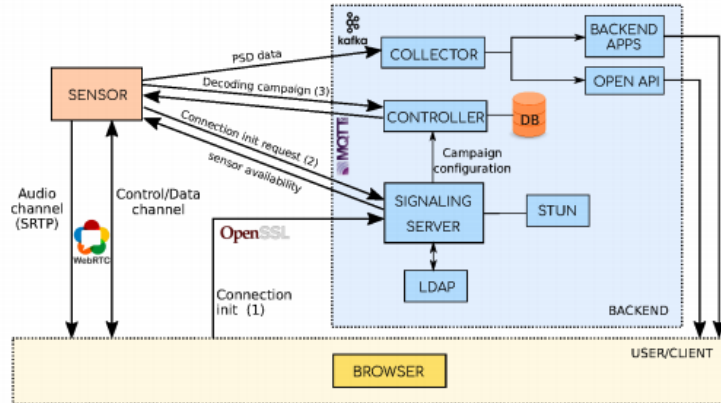 kafka
PSD data
COLLECTOR
BACKEND
APPS
OPEN API
SENSOR
Decoding campaign (3)
CONTROLLER
DB
MQTT
Connection init request (2)
sensor availability
Campaign
configuration
Audio
channel
(SRTP)
Control/Data
channel
WebRTC
OpenSSL
SIGNALING
SERVER
STUN
LDAP
Connection
init (1)
BACKEND
USER/CLIENT
BROWSER